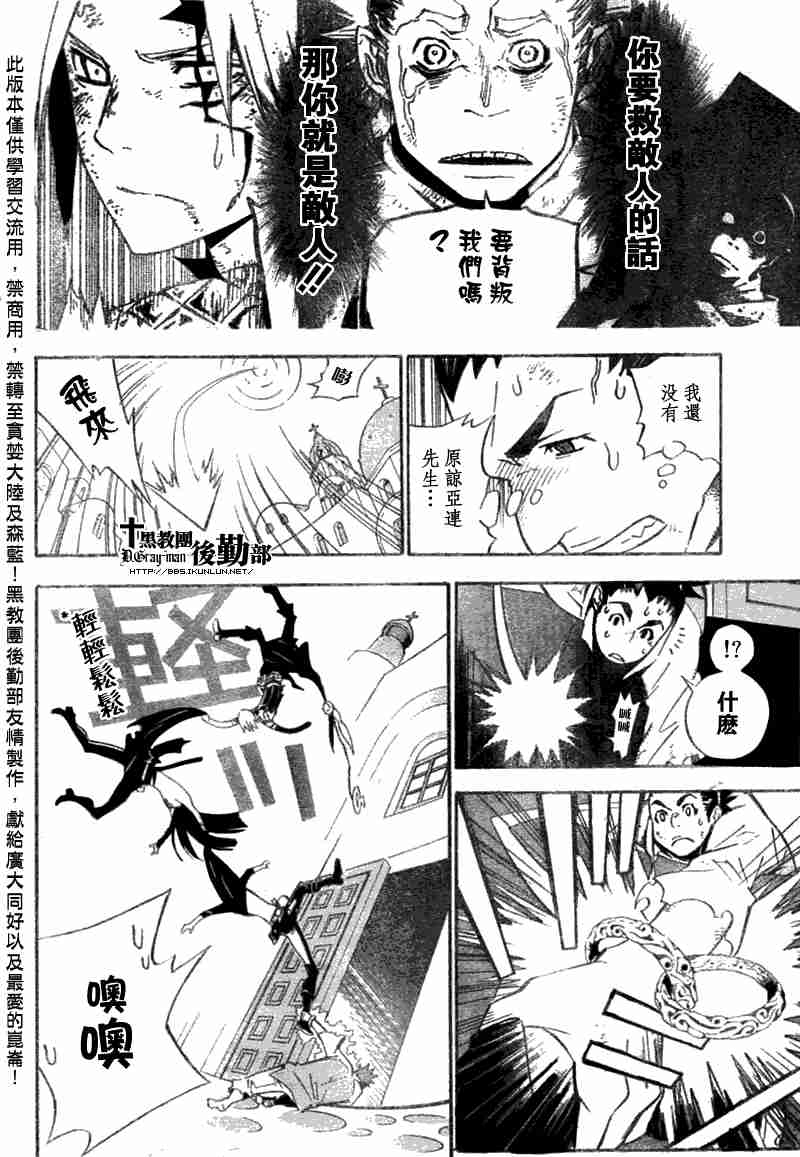 你要救敵人的話
那你就是敵人!!
要背叛
我們嗎
?
我還
没有
原諒亞連
先生…
嘭
飛來
!?
什麽
喊喊
*輕輕鬆鬆
噢噢
✝黑教團後勤部
D.Gray-man
HTTP://BBS.IKUNLUN.NET/
此版本僅供學習交流用，禁商用，禁轉至貪婪大陸及森藍！黑教團後勤部友情製作，獻給廣大同好以及最愛的崑崙！